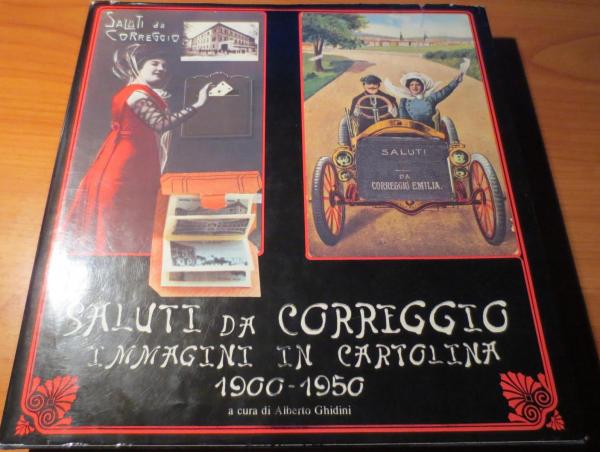 SALUTI da
CORREGGIO
SALUTI
DA
CORREGGIO EMILIA.
SALUTI DA CORREGGIO
IMMAGINI IN CARTOLINA
1900-1950
a cura di Alberto Ghidini